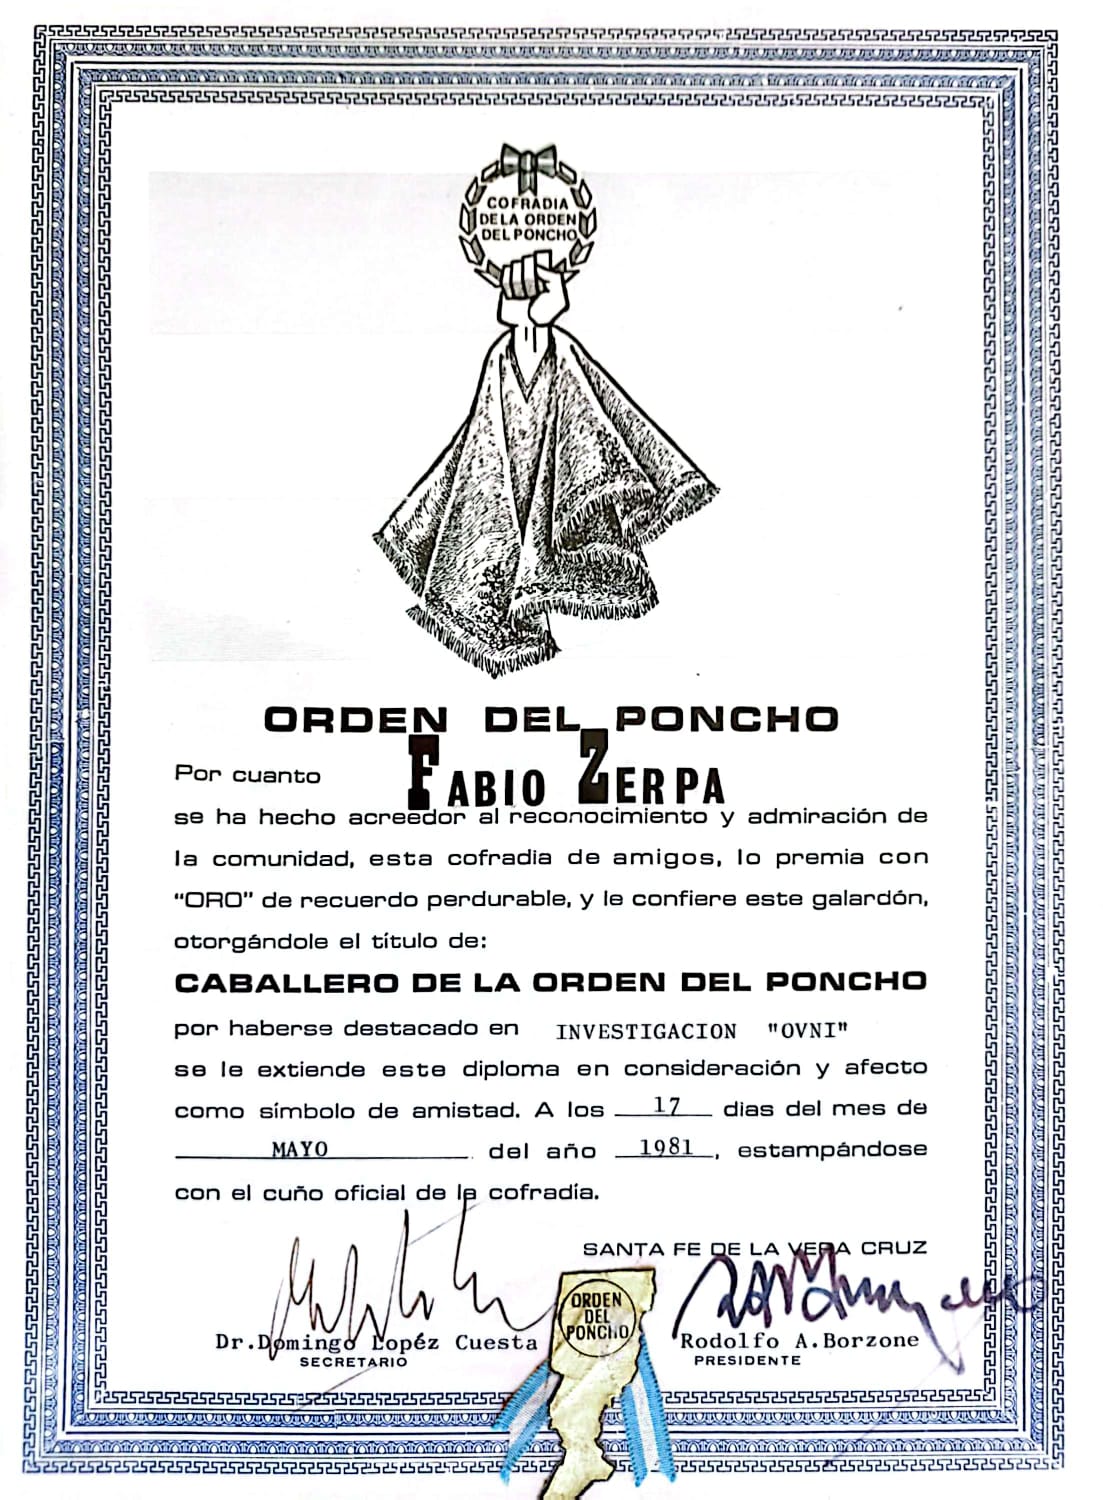 COFRADIA
DE LA ORDEN
DEL PONCHO
ORDEN DEL PONCHO
Por cuanto FABIO ZERPA
se ha hecho acreedor al reconocimiento y admiración de
la comunidad, esta cofradia de amigos, lo premia con
"ORO" de recuerdo perdurable, y le confiere este galardón,
otorgándole el título de:
CABALLERO DE LA ORDEN DEL PONCHO
por haberse destacado en INVESTIGACION "OVNI"
se le extiende este diploma en consideración y afecto
como símbolo de amistad. A los 17 dias del mes de
MAYO del año 1981, estampándose
con el cuño oficial de la cofradía.
SANTA FE DE LA VERA CRUZ
Dr.Domingo Lopéz Cuesta
SECRETARIO
ORDEN
DEL
PONCHO
Rodolfo A.Borzone
PRESIDENTE